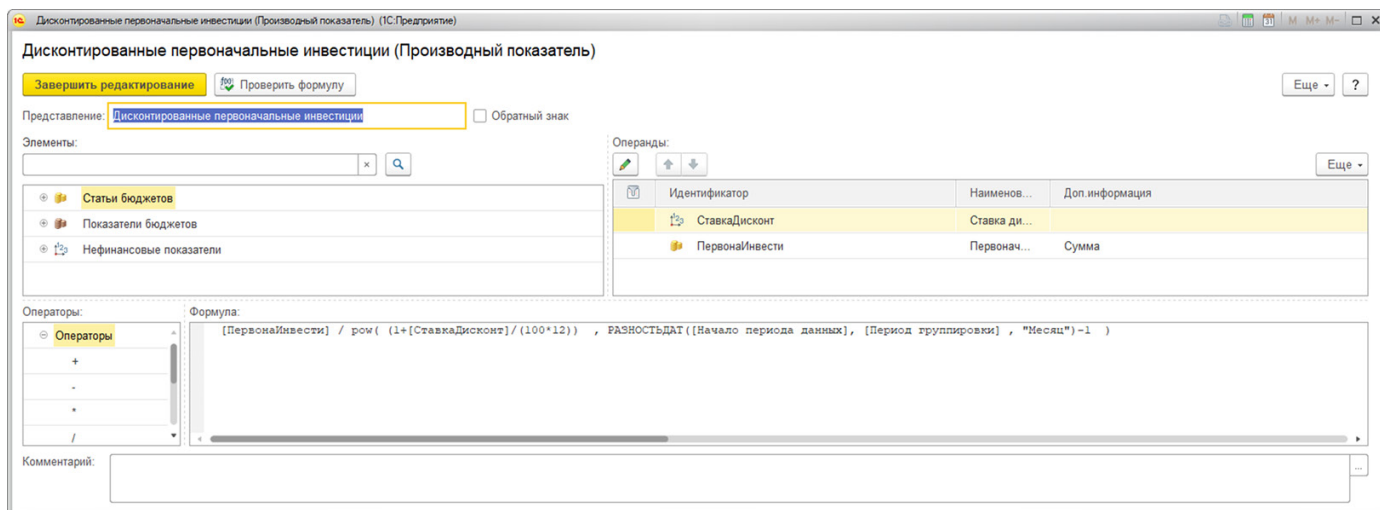 Дисконтированные первоначальные инвестиции (Производный показатель) (1С:Предприятие)
M M+ M-
Дисконтированные первоначальные инвестиции (Производный показатель)
Завершить редактирование Проверить формулу Еще ?
Представление: Дисконтированные первоначальные инвестиции Обратный знак
Элементы: Операнды:
Еще
Статьи бюджетов
Показатели бюджетов
Нефинансовые показатели
Идентификатор Наименов... Доп.информация
СтавкаДисконт Ставка ди...
ПервонаИнвести Первонач... Сумма
Операторы: Формула:
Операторы
+
-
*
/
[ПервонаИнвести] / pow( (1+[СтавкаДисконт]/(100*12)) , РАЗНОСТЬДАТ([Начало периода данных], [Период группировки] , "Месяц")-1 )
Комментарий:
...